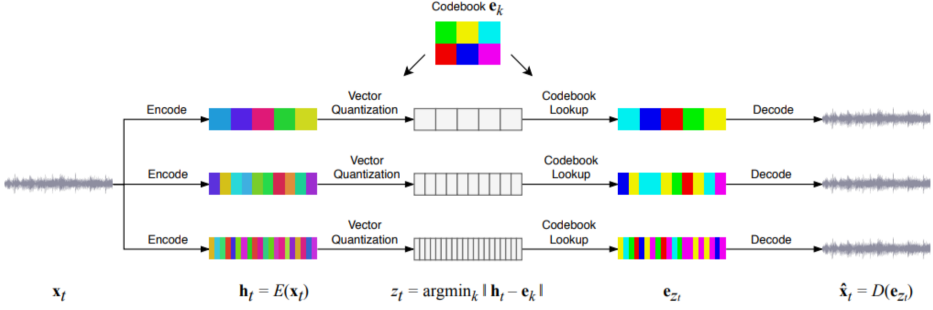 Codebook e_k
Encode Vector Quantization Codebook Lookup Decode
Encode Vector Quantization Codebook Lookup Decode
Encode Vector Quantization Codebook Lookup Decode
x_t h_t = E(x_t) z_t = argmin_k || h_t – e_k || e_{z_t} x̂_t = D(e_{z_t})